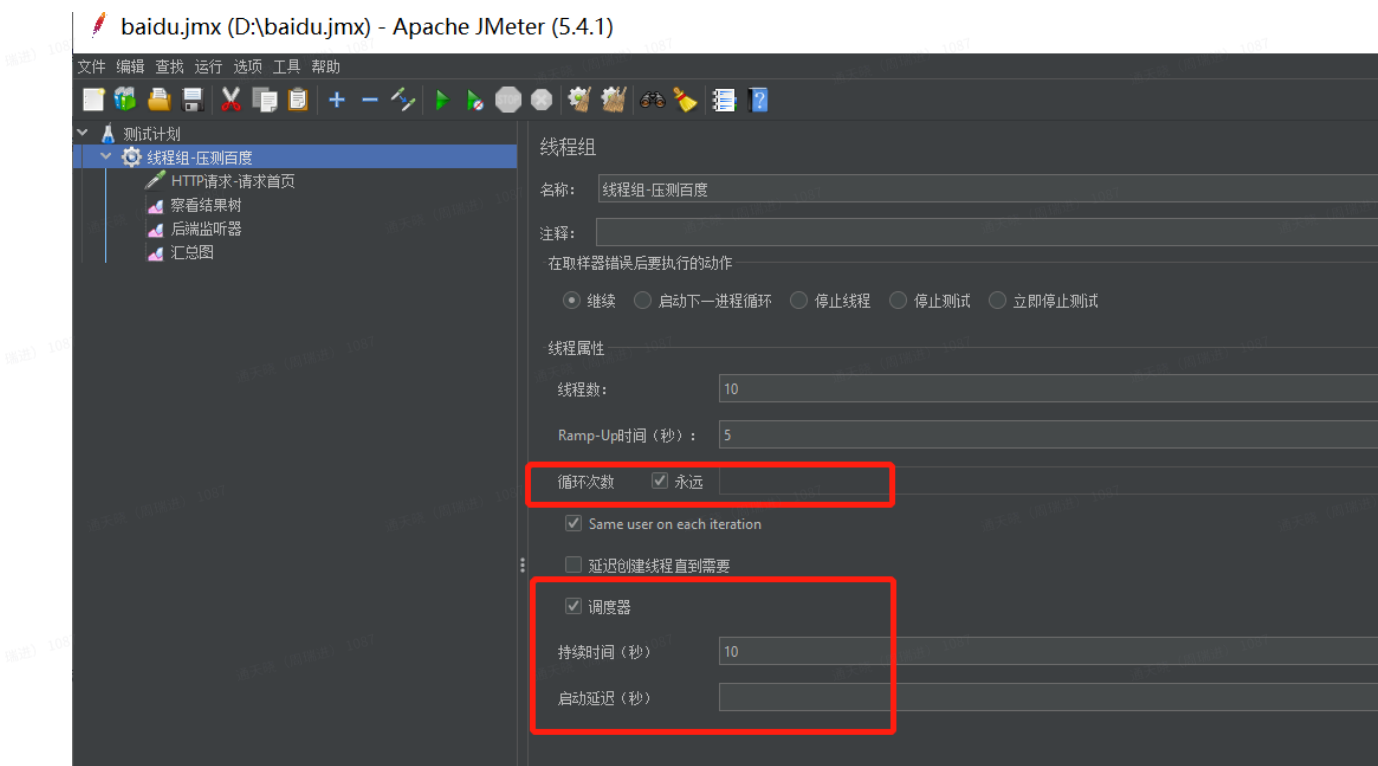 baidu.jmx (D:\baidu.jmx) - Apache JMeter (5.4.1)
文件 编辑 查找 运行 选项 工具 帮助
STOP
测试计划
线程组-压测百度
HTTP请求-请求首页
察看结果树
后端监听器
汇总图
线程组
名称： 线程组-压测百度
注释：
在取样器错误后要执行的动作
继续 启动下一进程循环 停止线程 停止测试 立即停止测试
线程属性
线程数： 10
Ramp-Up时间（秒）： 5
循环次数 永远
Same user on each iteration
延迟创建线程直到需要
调度器
持续时间（秒） 10
启动延迟（秒）